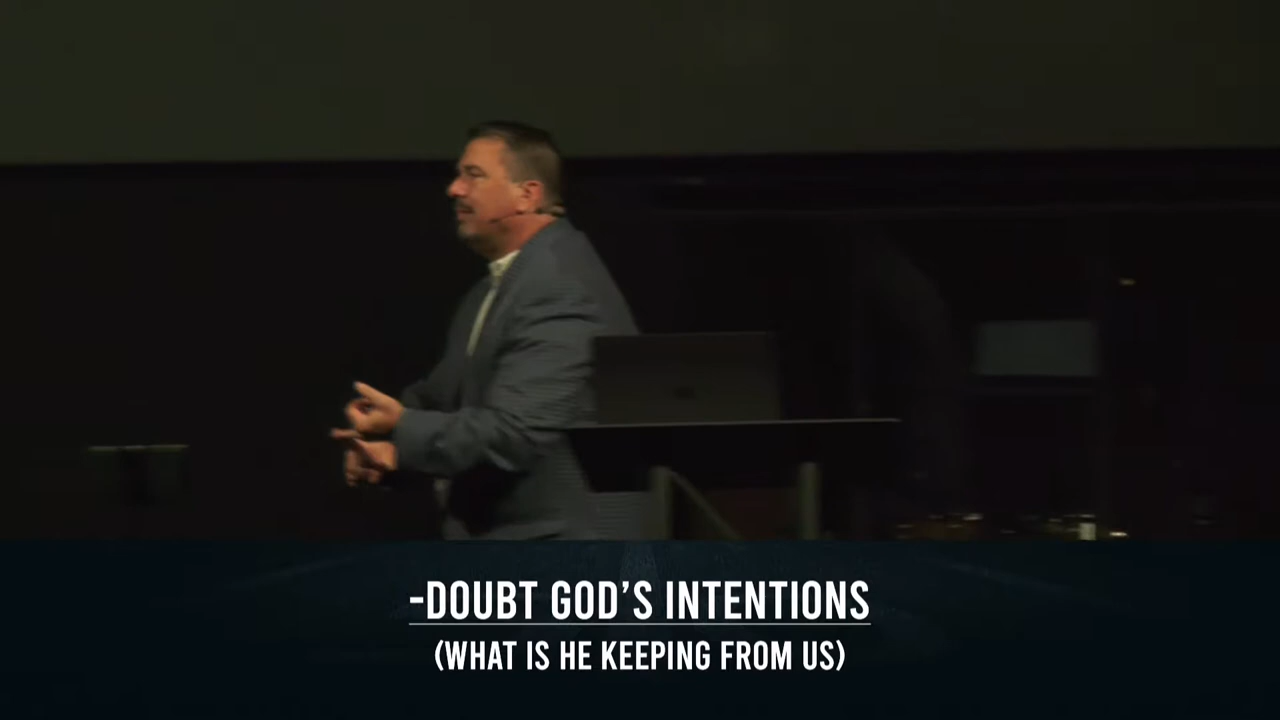 -DOUBT GOD'S INTENTIONS
(WHAT IS HE KEEPING FROM US)